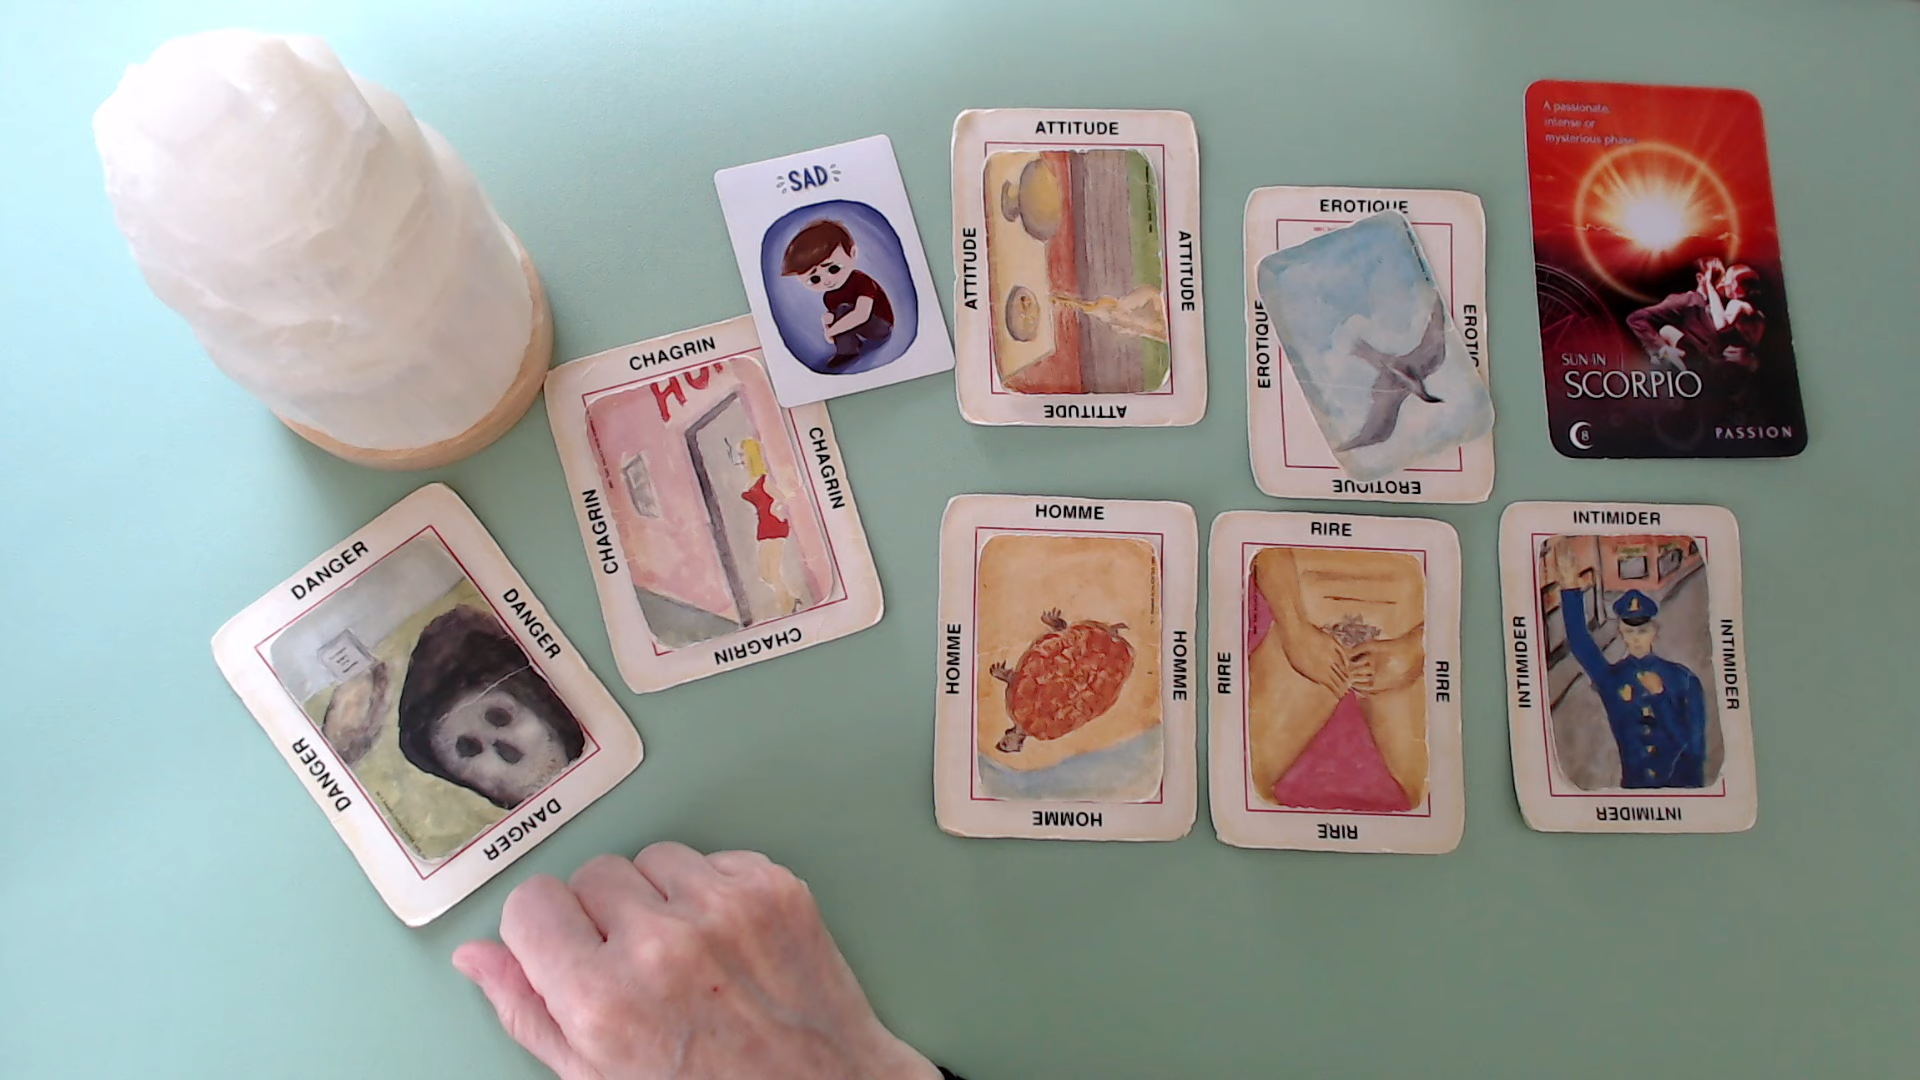 SAD
ATTITUDE
ATTITUDE
ATTITUDE
ATTITUDE
EROTIQUE
EROTIQUE
EROTIQUE
A passionate,
intense or
mysterious phase
SUN IN
SCORPIO
8
PASSION
CHAGRIN
CHAGRIN
CHAGRIN
CHAGRIN
DANGER
DANGER
DANGER
DANGER
HOMME
HOMME
HOMME
HOMME
RIRE
RIRE
RIRE
RIRE
INTIMIDER
INTIMIDER
INTIMIDER
INTIMIDER